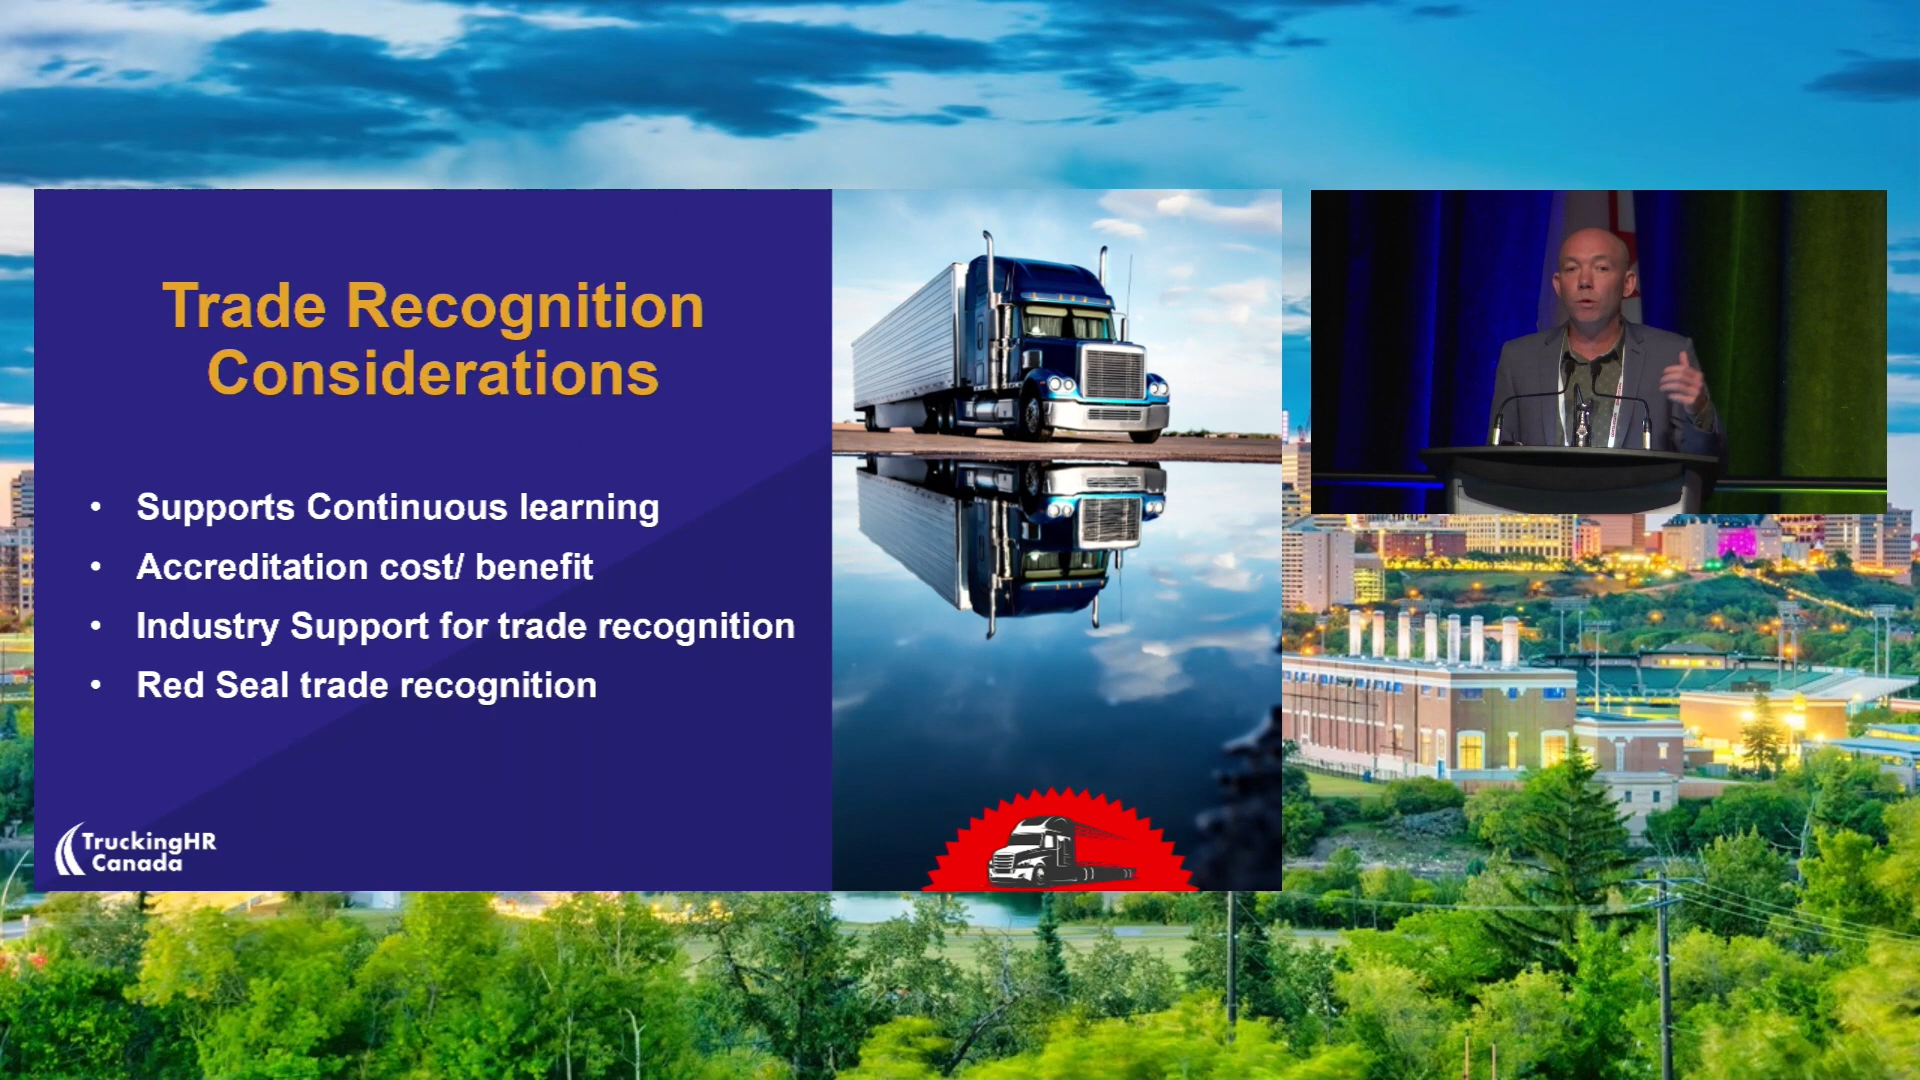 Trade Recognition
Considerations
• Supports Continuous learning
• Accreditation cost/ benefit
• Industry Support for trade recognition
• Red Seal trade recognition
TruckingHR
Canada